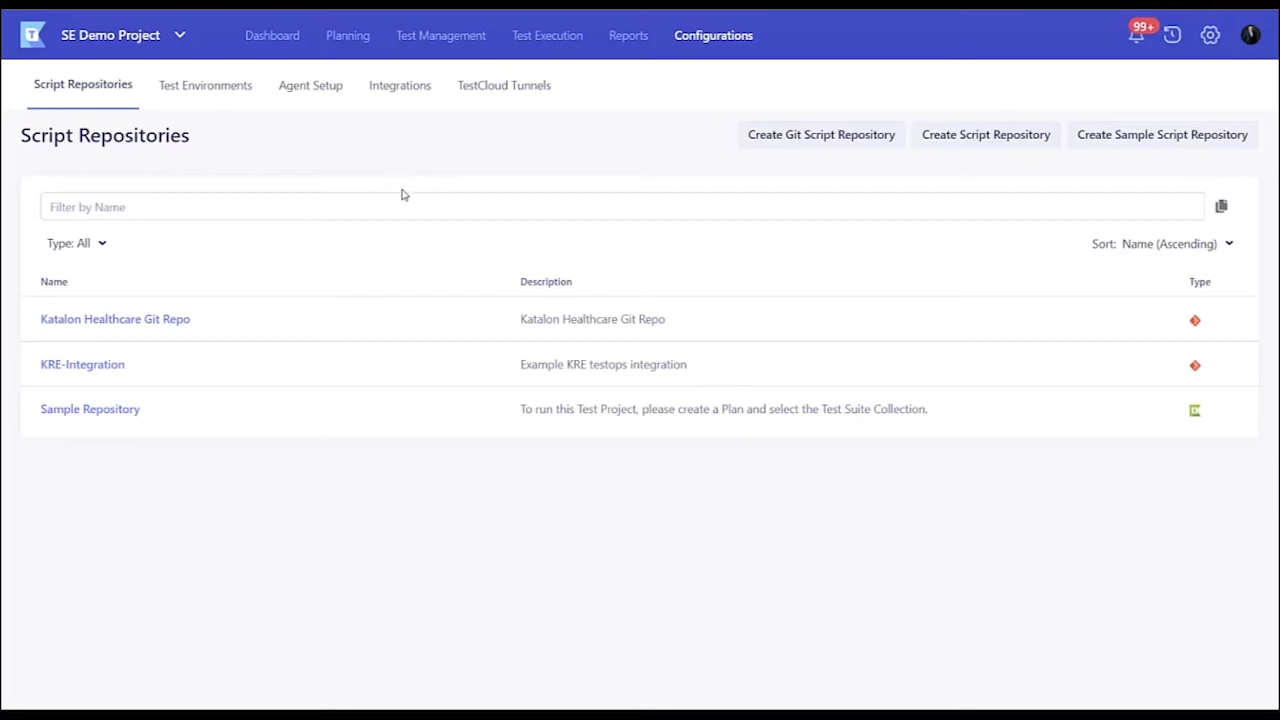 SE Demo Project
Dashboard
Planning
Test Management
Test Execution
Reports
Configurations
99+
Script Repositories
Test Environments
Agent Setup
Integrations
TestCloud Tunnels
Script Repositories
Create Git Script Repository
Create Script Repository
Create Sample Script Repository
Filter by Name
Type: All
Sort: Name (Ascending)
Name Description Type
Katalon Healthcare Git Repo Katalon Healthcare Git Repo
KRE-Integration Example KRE testops integration
Sample Repository To run this Test Project, please create a Plan and select the Test Suite Collection.